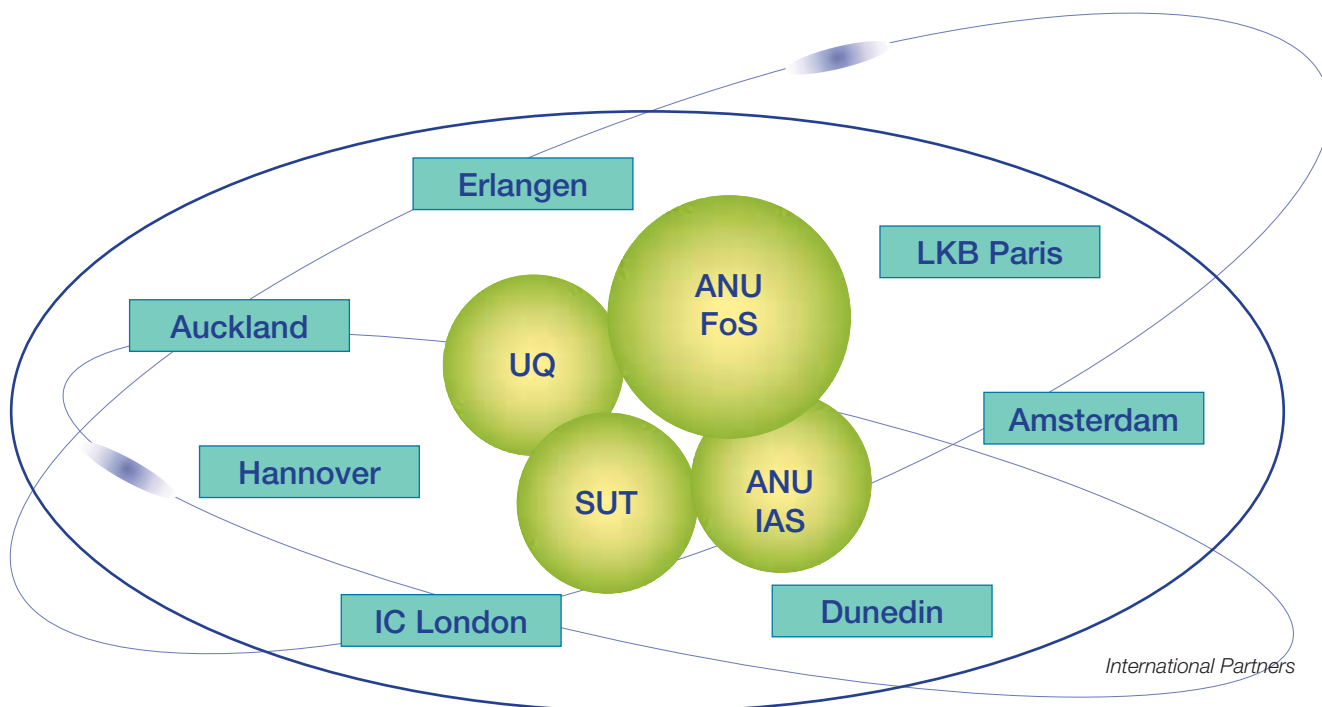 Erlangen
LKB Paris
ANU
FoS
Auckland
UQ
Amsterdam
Hannover
SUT
ANU
IAS
IC London
Dunedin
International Partners